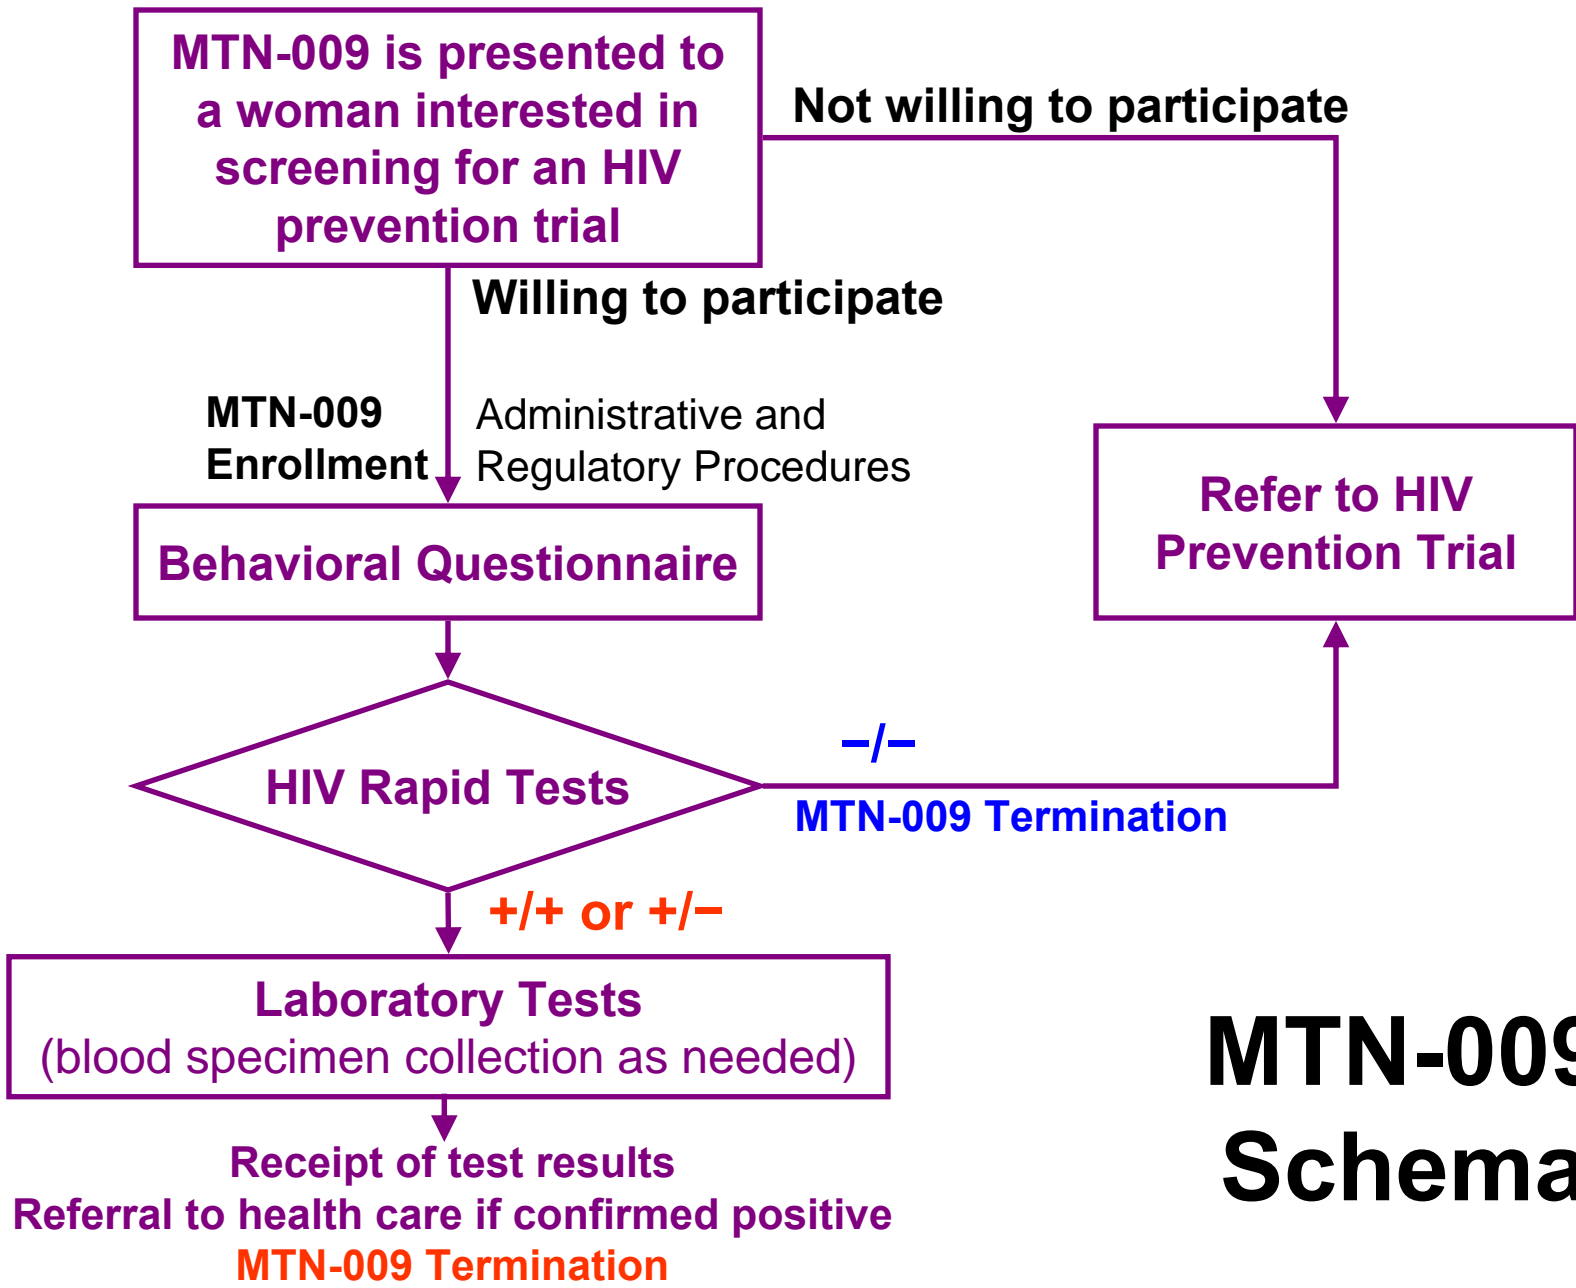 MTN-009 is presented to
a woman interested in
screening for an HIV
prevention trial
Not willing to participate
Willing to participate
MTN-009
Enrollment
Administrative and
Regulatory Procedures
Refer to HIV
Prevention Trial
Behavioral Questionnaire
HIV Rapid Tests
–/–
MTN-009 Termination
+/+ or +/–
Laboratory Tests
(blood specimen collection as needed)
Receipt of test results
Referral to health care if confirmed positive
MTN-009 Termination
MTN-009
Schema